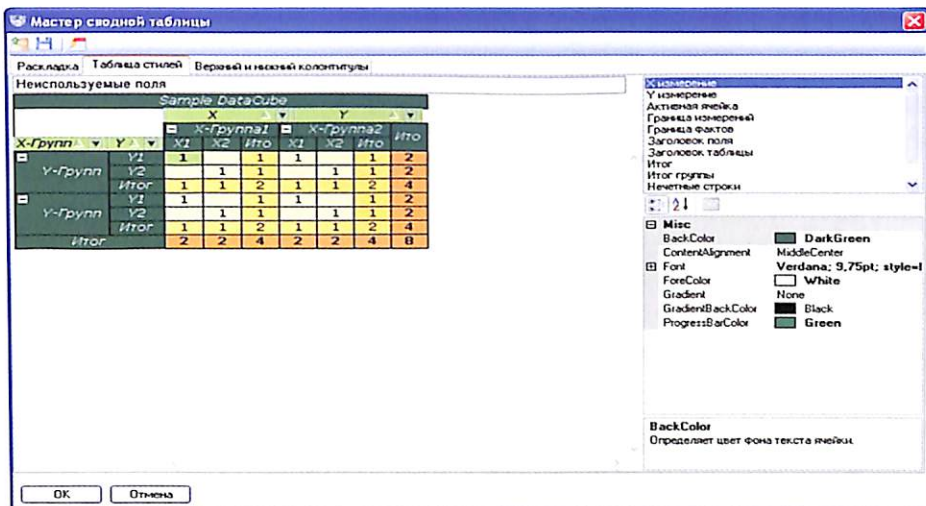 Мастер сводной таблицы
Раскладка Таблица стилей Верхний и нижний колонтитулы
Неиспользуемые поля
Sample DataCube
X Y
X-Группа1 X-Группа2 Ито
X-Групп Y X1 X2 Ито X1 X2 Ито
Y-Групп
Y1 1 1 1 1 2
Y2 1 1 1 1 2
Итог 1 1 2 1 1 2 4
Y-Групп
Y1 1 1 1 1 2
Y2 1 1 1 1 2
Итог 1 1 2 1 1 2 4
Итог 2 2 4 2 2 4 8
X измерение
Y измерение
Активная ячейка
Граница измерений
Граница фактов
Заголовок поля
Заголовок таблицы
Итог
Итог группы
Нечетные строки
Misc
BackColor DarkGreen
ContentAlignment MiddleCenter
Font Verdana; 9,75pt; style=I
ForeColor White
Gradient None
GradientBackColor Black
ProgressBarColor Green
BackColor
Определяет цвет фона текста ячейки.
OK Отмена